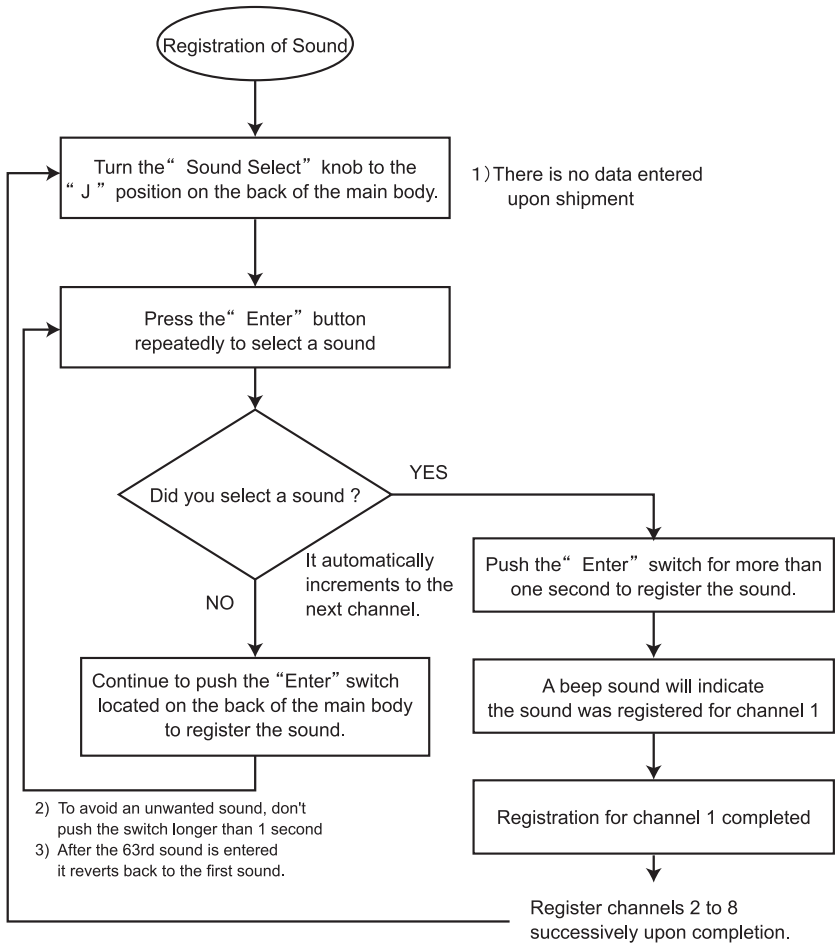 Registration of Sound
Turn the“ Sound Select” knob to the
“ J ” position on the back of the main body.
1)There is no data entered
upon shipment
Press the“ Enter” button
repeatedly to select a sound
Did you select a sound ?
YES
NO
It automatically
increments to the
next channel.
Push the“ Enter” switch for more than
one second to register the sound.
Continue to push the “Enter” switch
located on the back of the main body
to register the sound.
A beep sound will indicate
the sound was registered for channel 1
2) To avoid an unwanted sound, don't
push the switch longer than 1 second
3) After the 63rd sound is entered
it reverts back to the first sound.
Registration for channel 1 completed
Register channels 2 to 8
successively upon completion.